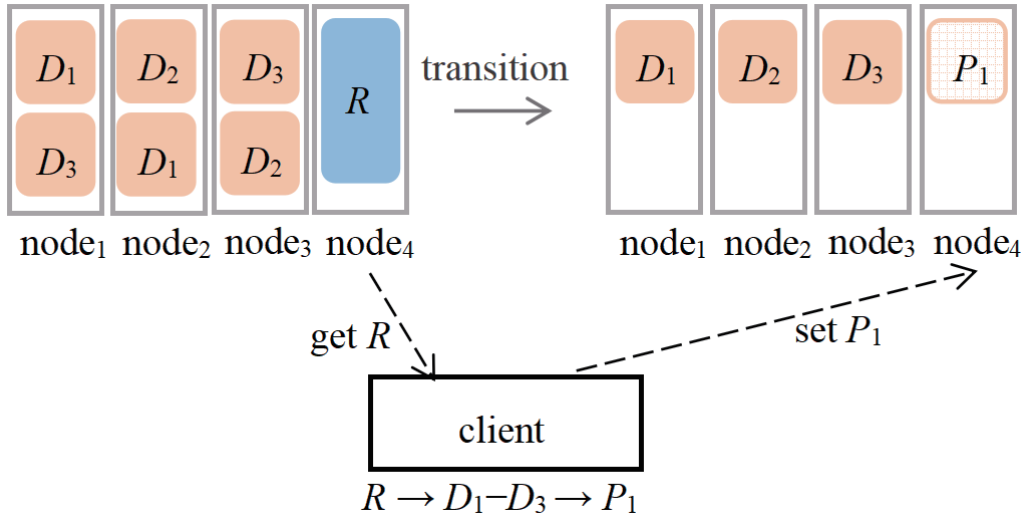 D₁ D₂ D₃ R
D₃ D₁ D₂
node₁ node₂ node₃ node₄
transition
D₁ D₂ D₃ P₁
node₁ node₂ node₃ node₄
get R
set P₁
client
R → D₁–D₃ → P₁